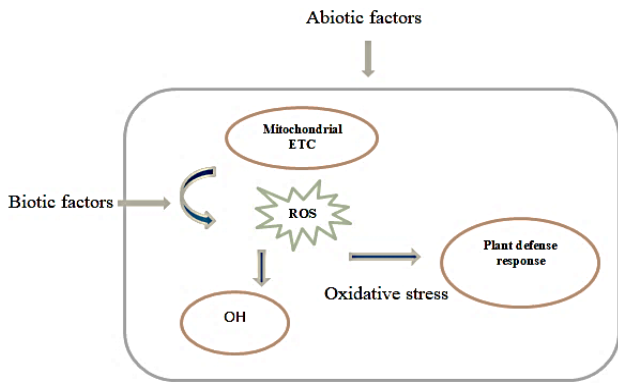 Abiotic factors
Mitochondrial
ETC
Biotic factors
ROS
Plant defense
response
Oxidative stress
OH